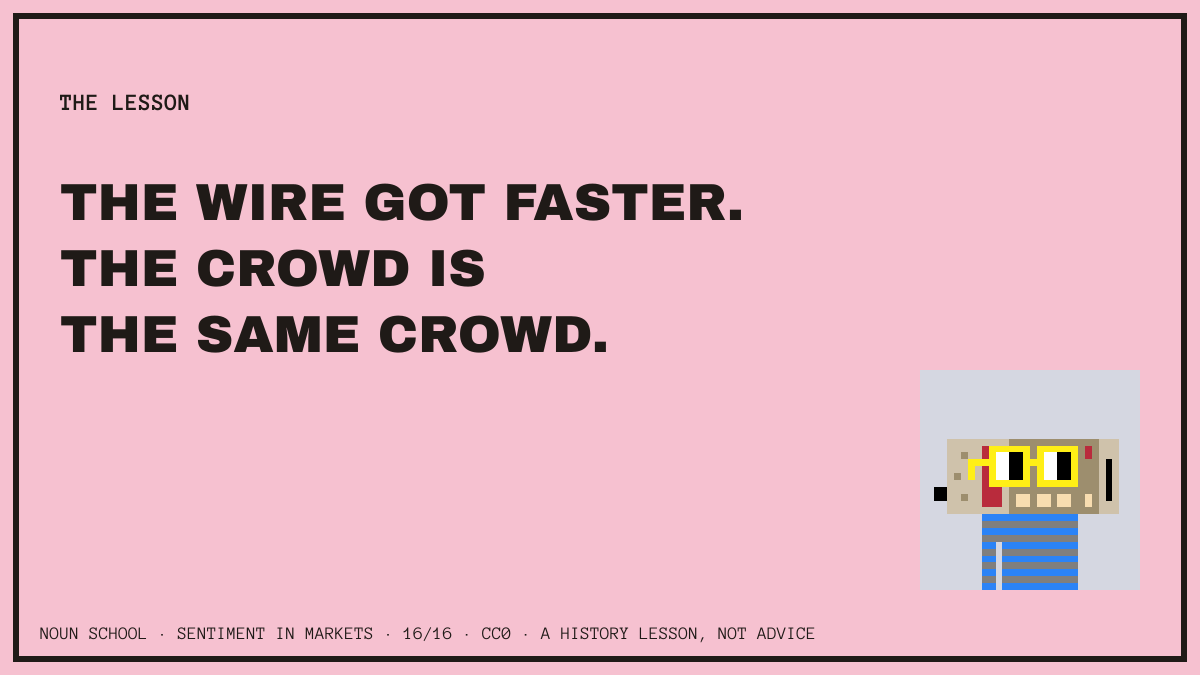 THE LESSON
THE WIRE GOT FASTER.
THE CROWD IS
THE SAME CROWD.
NOUN SCHOOL · SENTIMENT IN MARKETS · 16/16 · CC0 · A HISTORY LESSON, NOT ADVICE